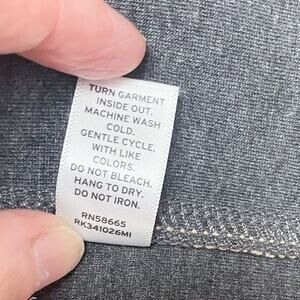 TURN GARMENT
INSIDE OUT.
MACHINE WASH
COLD.
GENTLE CYCLE.
WITH LIKE
COLORS.
DO NOT BLEACH.
HANG TO DRY.
DO NOT IRON.
RN58665
RK341026MI